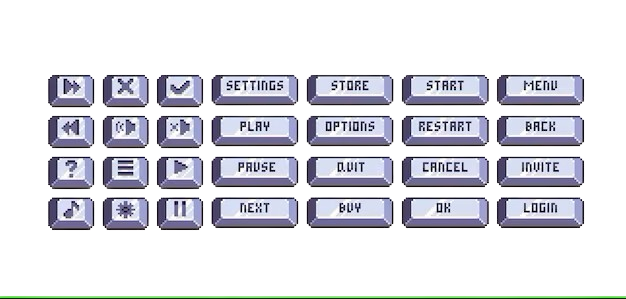 SETTINGS STORE START MENU
PLAY OPTIONS RESTART BACK
? PAUSE QUIT CANCEL INVITE
NEXT BUY OK LOGIN